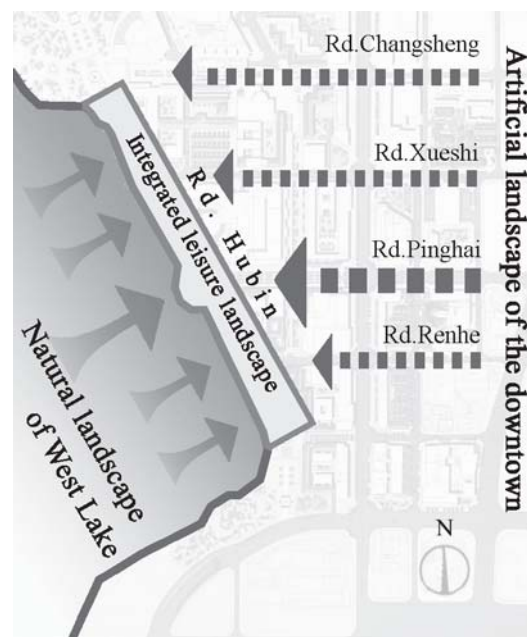 Rd.Changsheng
Rd.Xueshi
Rd.Pinghai
Rd.Renhe
Artificial landscape of the downtown
Rd. Hubin
Integrated leisure landscape
Natural landscape
of West Lake
N